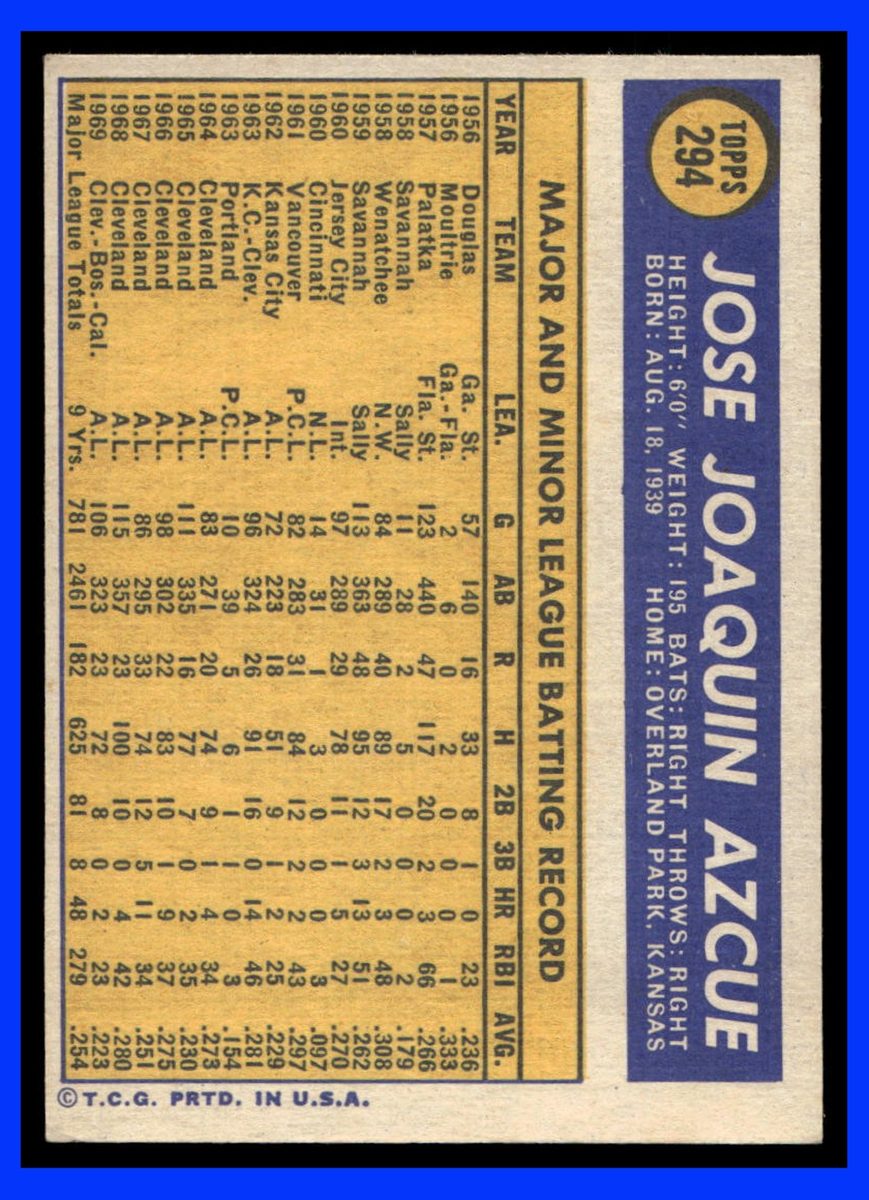 TOPPS
294
JOSE JOAQUIN AZCUE
HEIGHT: 6'0" WEIGHT: 195 BATS: RIGHT THROWS: RIGHT
BORN: AUG. 18, 1939 HOME: OVERLAND PARK, KANSAS
MAJOR AND MINOR LEAGUE BATTING RECORD
YEAR TEAM LEA. G AB R H 2B 3B HR RBI AVG.
1956 Douglas Ga. St. 57 140 16 33 8 1 0 23 .236
1956 Moultrie Ga.-Fla. 2 6 0 2 0 0 0 1 .333
1957 Palatka Fla. St. 123 440 47 117 20 2 3 66 .266
1958 Savannah Sally 11 28 2 5 0 0 0 2 .179
1958 Wenatchee N.W. 84 289 40 89 17 2 3 48 .308
1959 Savannah Sally 113 363 48 95 12 3 13 51 .262
1960 Jersey City Int. 97 289 29 78 11 1 5 27 .270
1960 Cincinnati N.L. 14 31 1 3 0 0 0 3 .097
1961 Vancouver P.C.L. 82 283 31 84 12 2 2 43 .297
1962 Kansas City A.L. 72 223 18 51 9 1 2 25 .229
1963 K.C.-Clev. A.L. 96 324 26 91 16 0 14 46 .281
1963 Portland P.C.L. 10 39 5 6 1 1 0 3 .154
1964 Cleveland A.L. 83 271 20 74 9 1 4 34 .273
1965 Cleveland A.L. 111 335 16 77 7 0 2 35 .230
1966 Cleveland A.L. 98 302 22 83 10 1 9 37 .275
1967 Cleveland A.L. 86 295 33 74 12 5 11 34 .251
1968 Cleveland A.L. 115 357 23 100 10 0 4 42 .280
1969 Clev.-Bos.-Cal. A.L. 106 323 23 72 8 0 2 23 .223
Major League Totals 9 Yrs. 781 2461 182 625 81 8 48 279 .254
© T.C.G. PRTD. IN U.S.A.